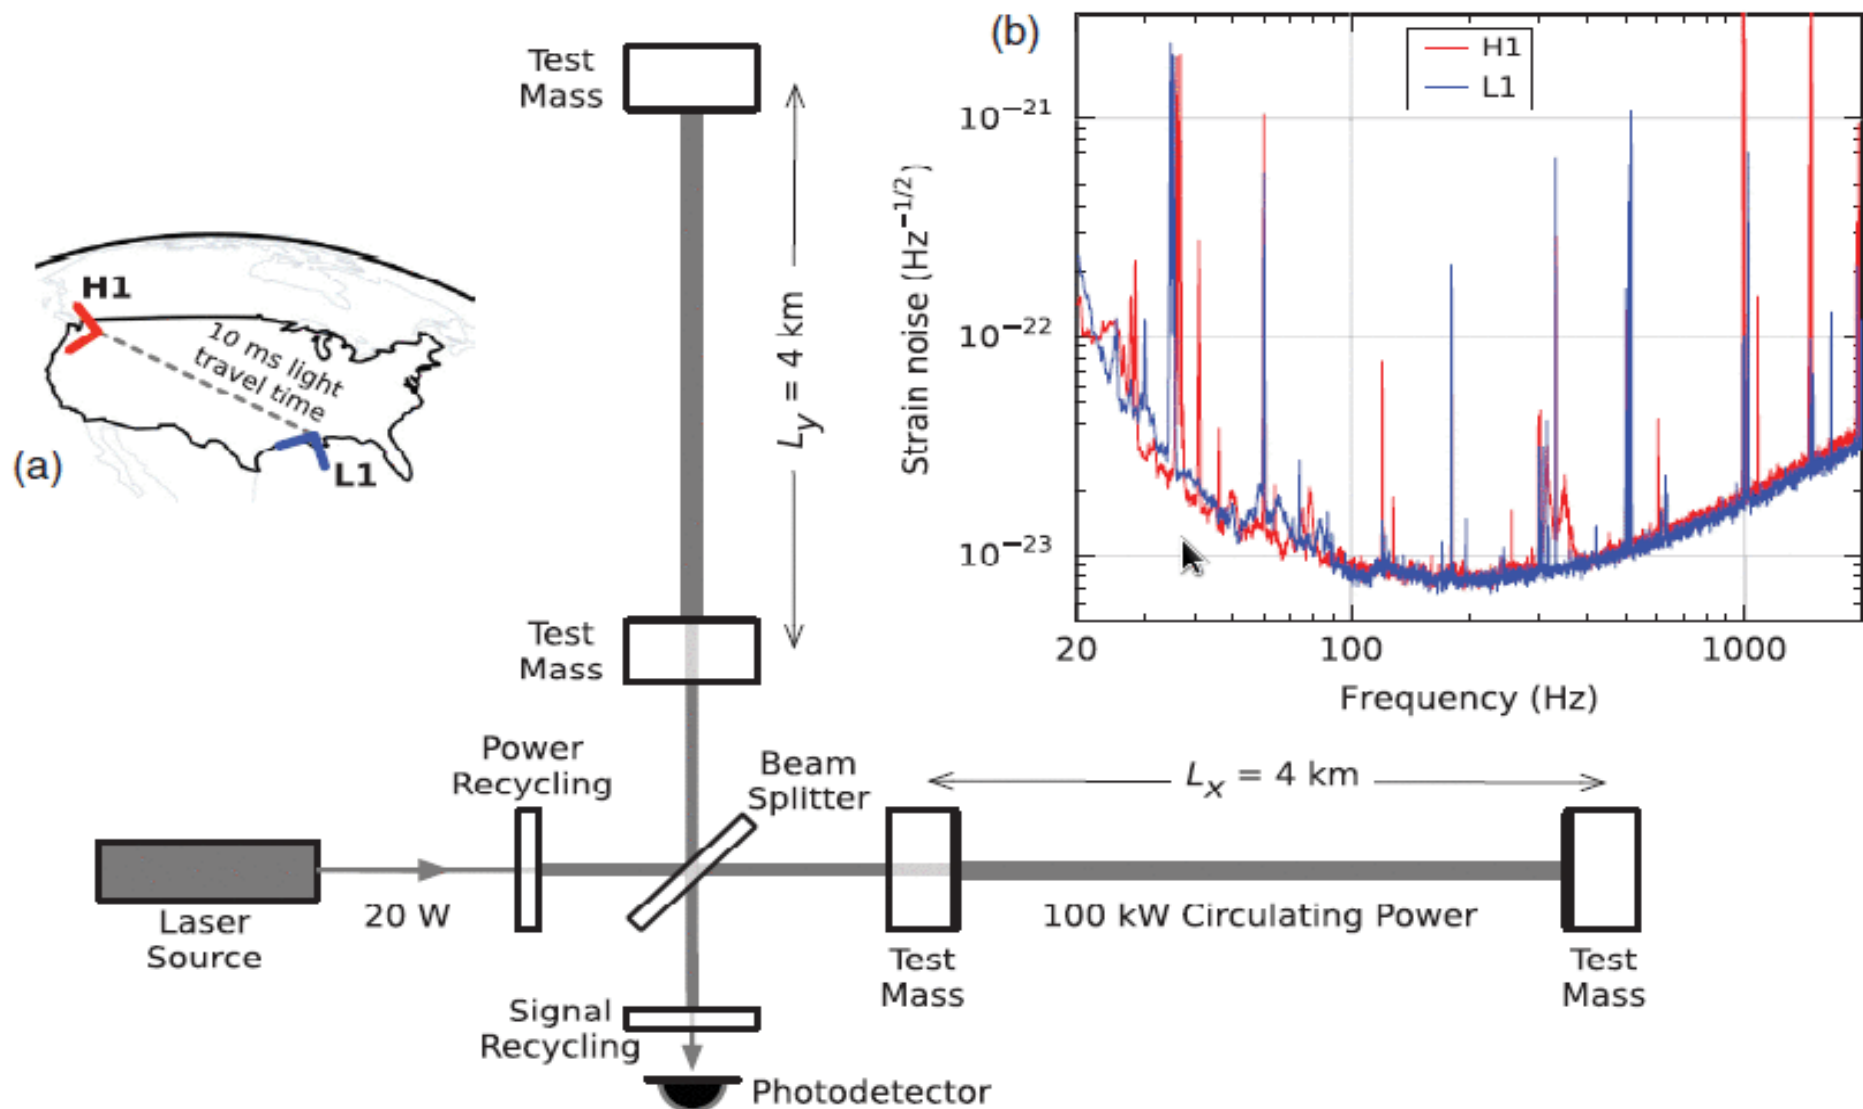 Test
Mass
L_y = 4 km
Test
Mass
H1
10 ms light
travel time
L1
(a)
Power
Recycling
Beam
Splitter
L_x = 4 km
Laser
Source
20 W
100 kW Circulating Power
Test
Mass
Test
Mass
Signal
Recycling
Photodetector
(b)
H1
L1
10⁻²¹
10⁻²²
10⁻²³
Strain noise (Hz⁻¹/²)
20
100
1000
Frequency (Hz)